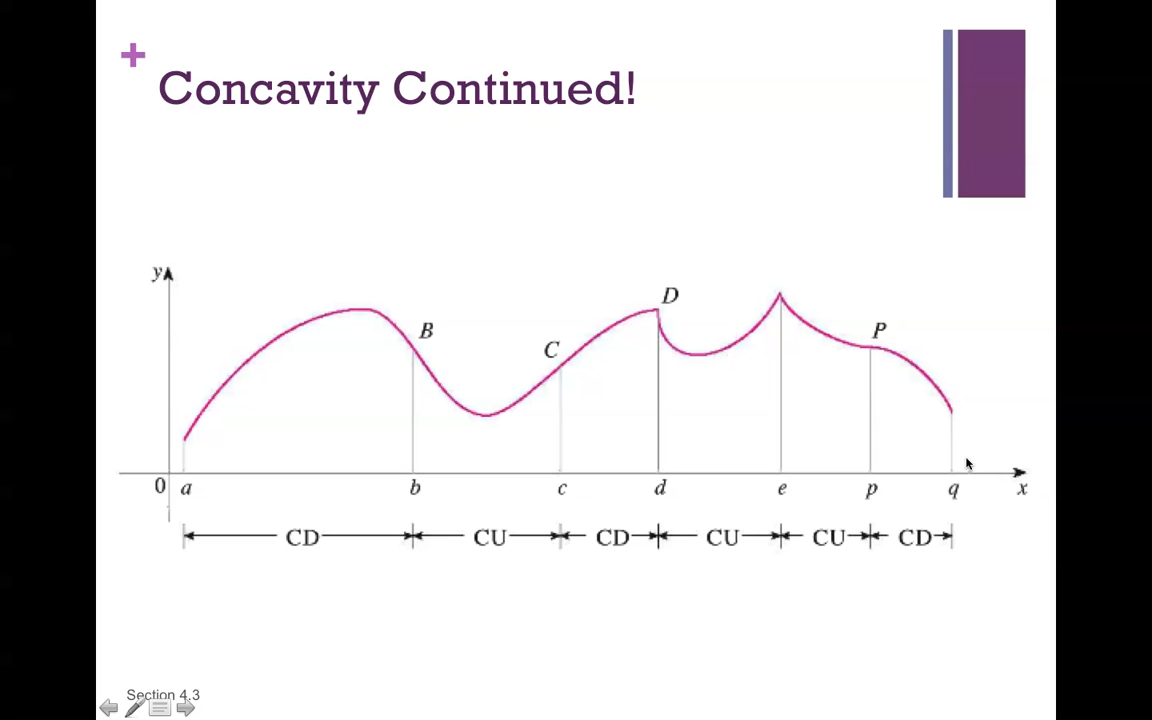 +
Concavity Continued!
y
D
B
P
C
0 a b c d e p q x
CD CU CD CU CU CD
Section 4.3